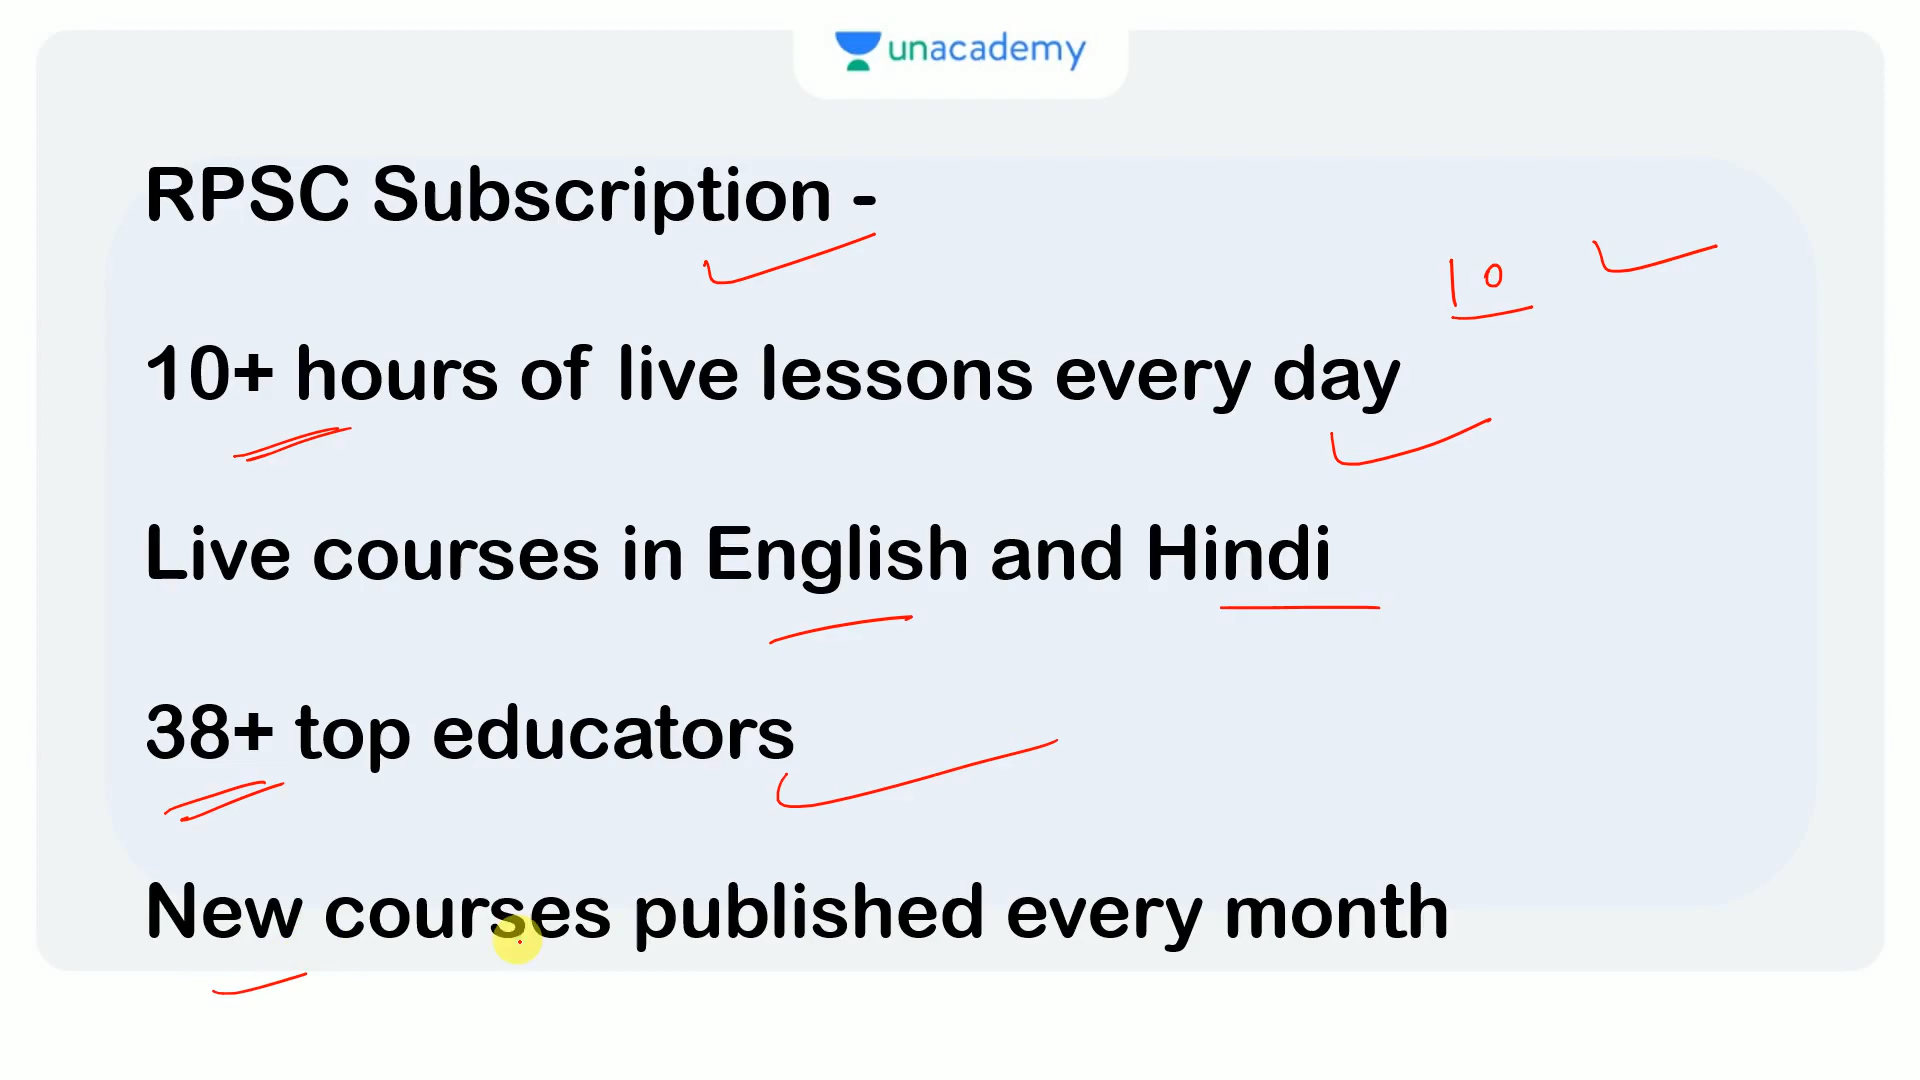 unacademy
RPSC Subscription -
10
10+ hours of live lessons every day
Live courses in English and Hindi
38+ top educators
New courses published every month